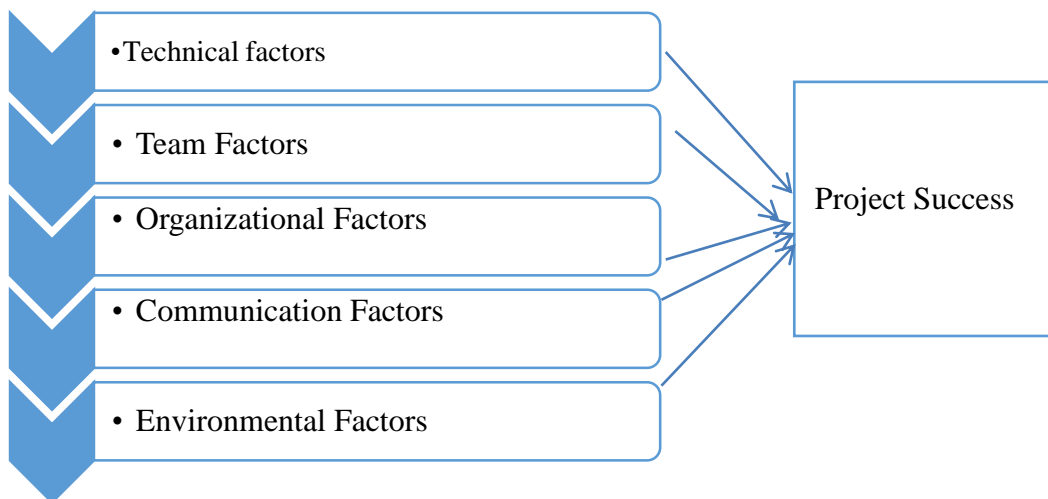 •Technical factors
• Team Factors
• Organizational Factors
• Communication Factors
• Environmental Factors
Project Success